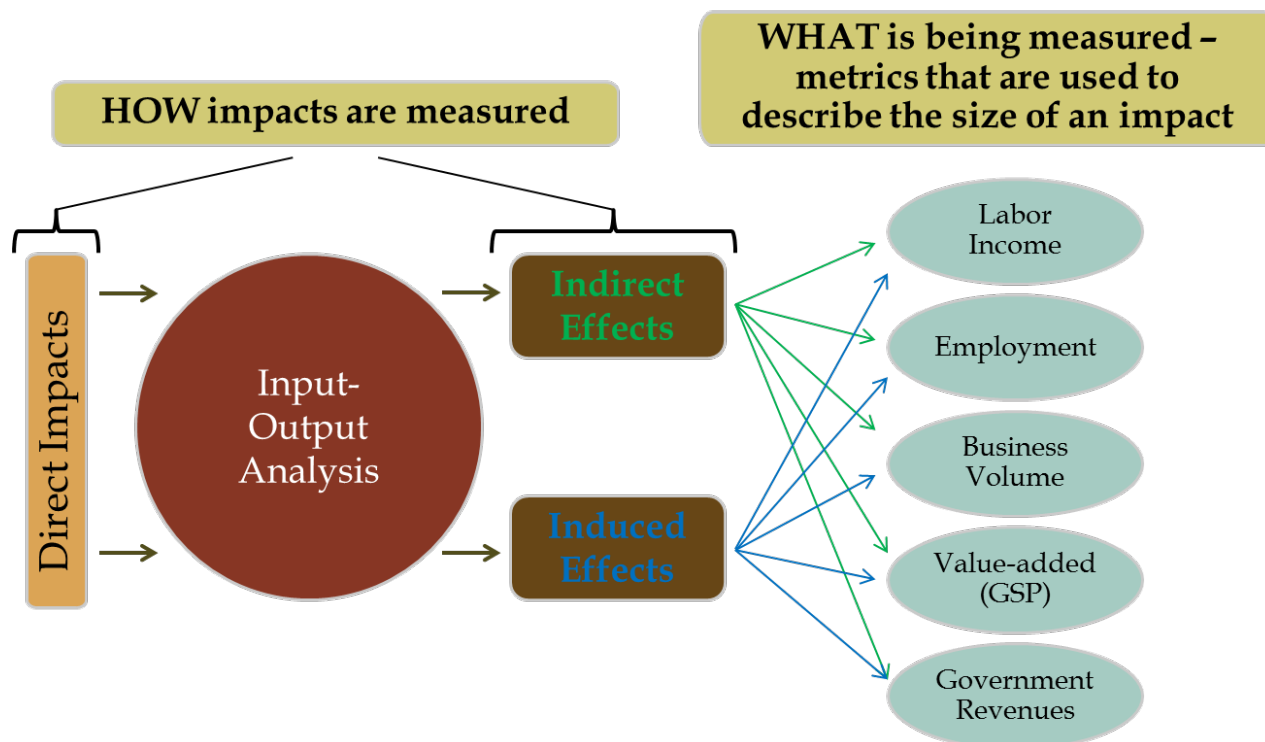 HOW impacts are measured
WHAT is being measured –
metrics that are used to
describe the size of an impact
Direct Impacts
Input-
Output
Analysis
Indirect
Effects
Induced
Effects
Labor
Income
Employment
Business
Volume
Value-added
(GSP)
Government
Revenues